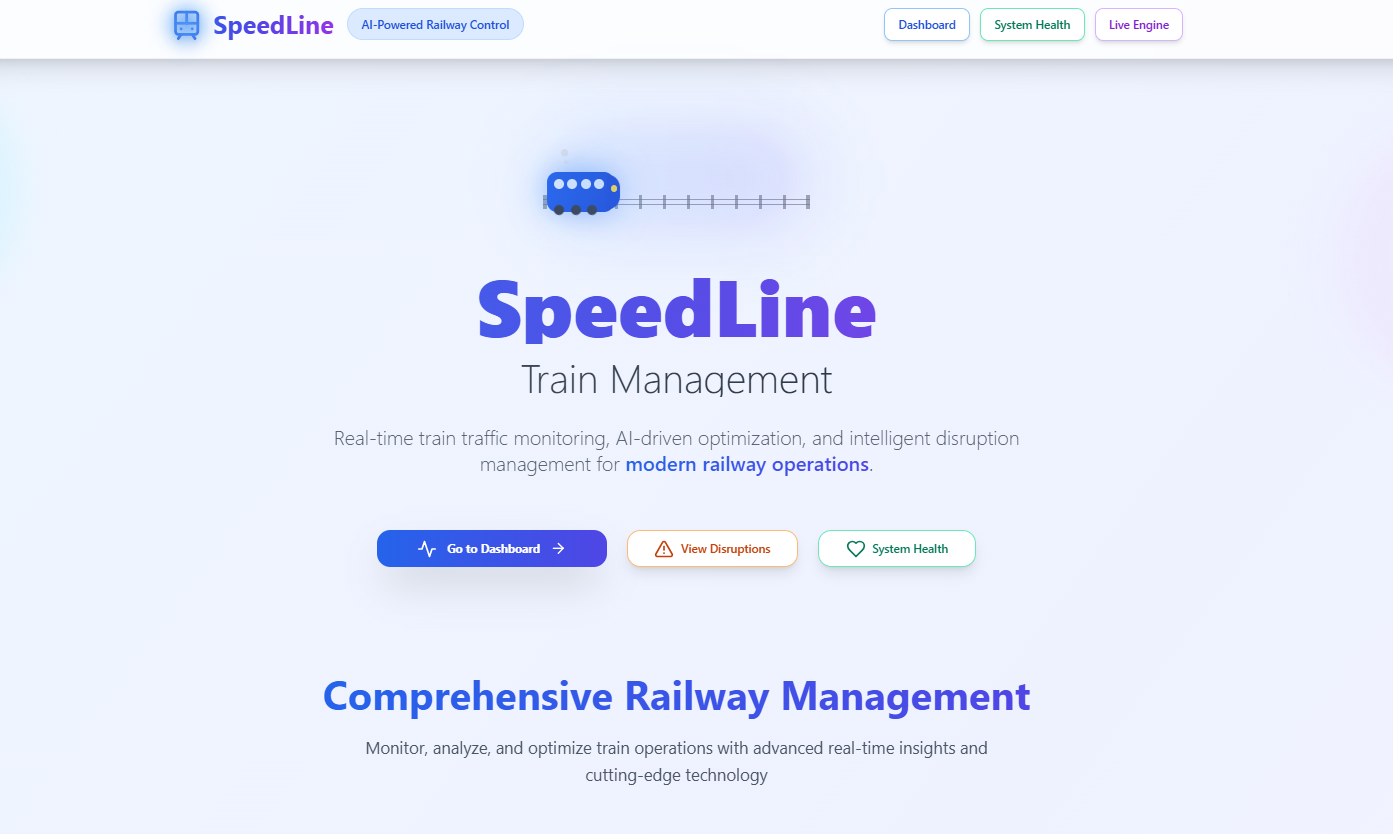 SpeedLine
AI-Powered Railway Control
Dashboard
System Health
Live Engine
SpeedLine
Train Management
Real-time train traffic monitoring, AI-driven optimization, and intelligent disruption
management for modern railway operations.
Go to Dashboard
View Disruptions
System Health
Comprehensive Railway Management
Monitor, analyze, and optimize train operations with advanced real-time insights and
cutting-edge technology